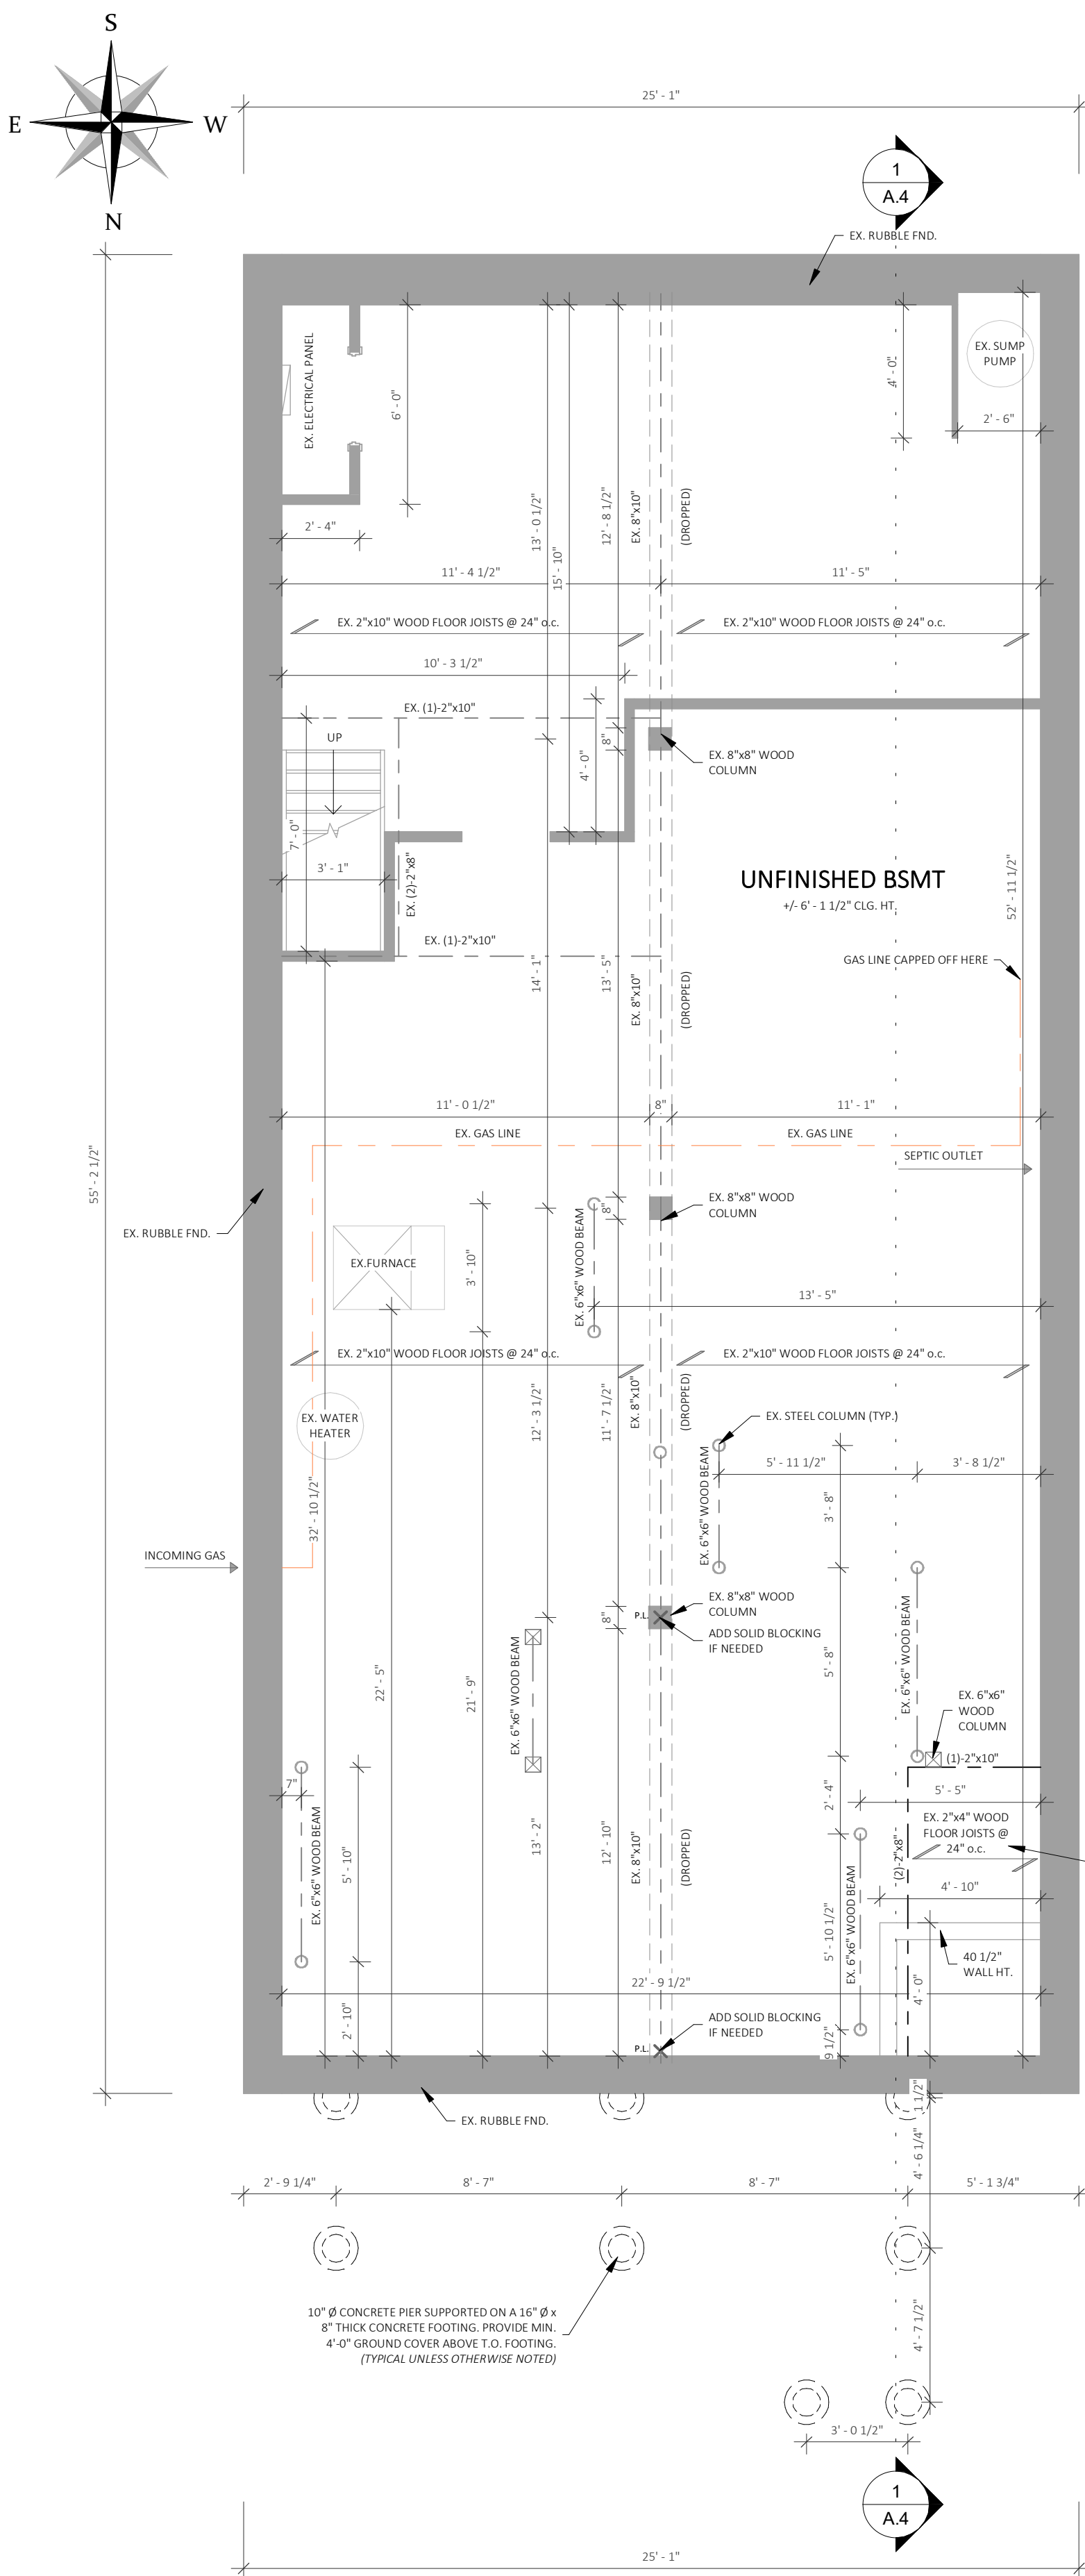 S
E
W
N
25' - 1"
1
A.4
EX. RUBBLE FND.
EX. ELECTRICAL PANEL
6' - 0"
4' - 0"
EX. SUMP
PUMP
2' - 6"
2' - 4"
13' - 0 1/2"
15' - 10"
12' - 8 1/2"
EX. 8"x10"
(DROPPED)
11' - 4 1/2"
11' - 5"
EX. 2"x10" WOOD FLOOR JOISTS @ 24" o.c.
EX. 2"x10" WOOD FLOOR JOISTS @ 24" o.c.
10' - 3 1/2"
EX. (1)-2"x10"
UP
4' - 0"
8"
EX. 8"x8" WOOD
COLUMN
7' - 0"
3' - 1"
EX. (2)-2"x8"
UNFINISHED BSMT
+/- 6' - 1 1/2" CLG. HT.
52' - 11 1/2"
EX. (1)-2"x10"
14' - 1"
13' - 5"
EX. 8"x10"
(DROPPED)
GAS LINE CAPPED OFF HERE
11' - 0 1/2"
8"
11' - 1"
EX. GAS LINE
EX. GAS LINE
SEPTIC OUTLET
55' - 2 1/2"
EX. RUBBLE FND.
EX.FURNACE
3' - 10"
EX. 6"x6" WOOD BEAM
8"
EX. 8"x8" WOOD
COLUMN
13' - 5"
EX. 2"x10" WOOD FLOOR JOISTS @ 24" o.c.
EX. 2"x10" WOOD FLOOR JOISTS @ 24" o.c.
EX. WATER
HEATER
12' - 3 1/2"
11' - 7 1/2"
EX. 8"x10"
(DROPPED)
EX. STEEL COLUMN (TYP.)
5' - 11 1/2"
3' - 8 1/2"
EX. 6"x6" WOOD BEAM
3' - 8"
32' - 10 1/2"
INCOMING GAS
P.L.
8"
EX. 8"x8" WOOD
COLUMN
ADD SOLID BLOCKING
IF NEEDED
22' - 5"
21' - 9"
EX. 6"x6" WOOD BEAM
5' - 8"
EX. 6"x6" WOOD BEAM
EX. 6"x6"
WOOD
COLUMN
(1)-2"x10"
7"
5' - 5"
2' - 4"
EX. 2"x4" WOOD
FLOOR JOISTS @
24" o.c.
EX. 6"x6" WOOD BEAM
5' - 10"
13' - 2"
12' - 10"
EX. 8"x10"
(DROPPED)
(2)-2"x8"
4' - 10"
5' - 10 1/2"
EX. 6"x6" WOOD BEAM
40 1/2"
WALL HT.
22' - 9 1/2"
4' - 0"
2' - 10"
P.L.
ADD SOLID BLOCKING
IF NEEDED
9 1/2"
EX. RUBBLE FND.
1 1/2"
4' - 6 1/4"
2' - 9 1/4"
8' - 7"
8' - 7"
5' - 1 3/4"
10" Ø CONCRETE PIER SUPPORTED ON A 16" Ø x
8" THICK CONCRETE FOOTING. PROVIDE MIN.
4'-0" GROUND COVER ABOVE T.O. FOOTING.
(TYPICAL UNLESS OTHERWISE NOTED)
4' - 7 1/2"
3' - 0 1/2"
1
A.4
25' - 1"